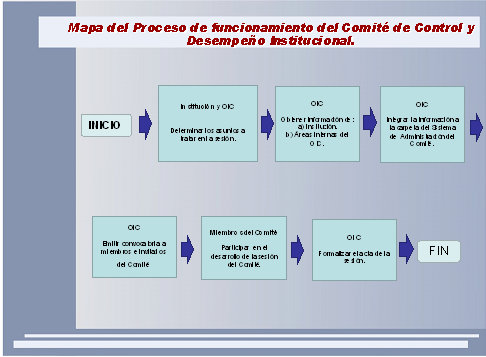 Mapa del Proceso de funcionamiento del Comité de Control y
Desempeño Institucional.
INICIO
Institución y OIC
Determinar los asuntos a
tratar en la sesión.
OIC
Obtener información de :
a) Institución.
b) Áreas internas del
OIC.
OIC
Integrar la información a
la carpeta del Sistema
de Administración del
Comité.
OIC
Emitir convocatoria a
miembros e invitados
del Comité
Miembros del Comité
Participar en el
desarrollo de la sesión
del Comité.
OIC
Formalizar el acta de la
sesión.
FIN